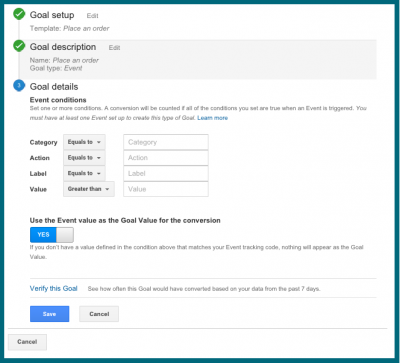 Goal setup Edit
Template: Place an order
Goal description Edit
Name: Place an order
Goal type: Event
3 Goal details
Event conditions
Set one or more conditions. A conversion will be counted if all of the conditions you set are true when an Event is triggered. You
must have at least one Event set up to create this type of Goal. Learn more
Category Equals to Category
Action Equals to Action
Label Equals to Label
Value Greater than Value
Use the Event value as the Goal Value for the conversion
YES
If you don't have a value defined in the condition above that matches your Event tracking code, nothing will appear as the Goal
Value.
Verify this Goal See how often this Goal would have converted based on your data from the past 7 days.
Save Cancel
Cancel